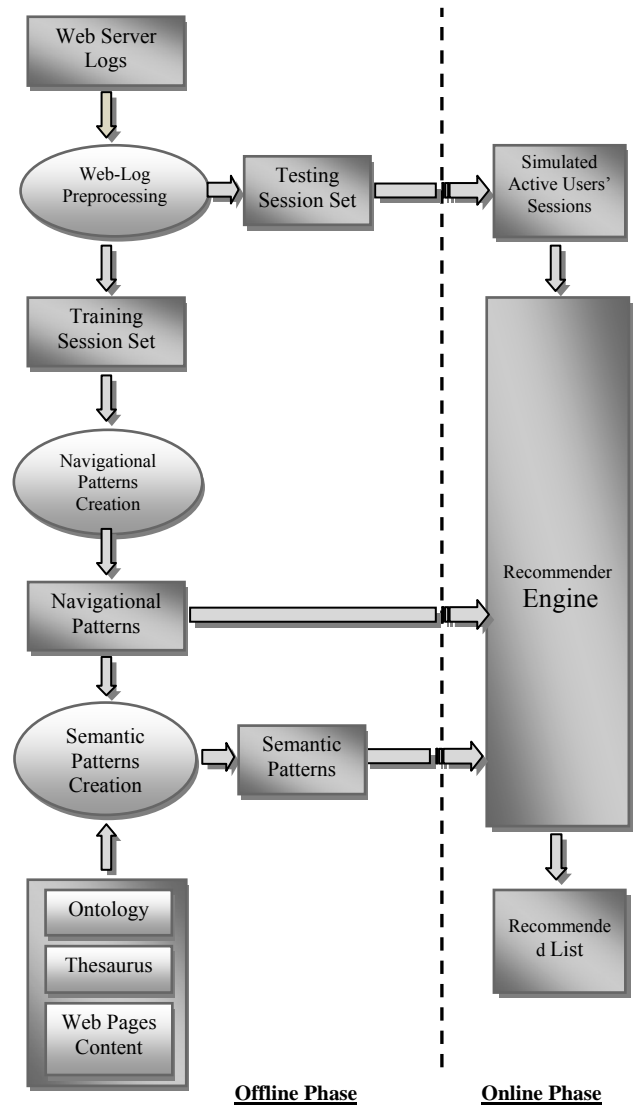 Web Server
Logs
Web-Log
Preprocessing
Testing
Session Set
Simulated
Active Users’
Sessions
Training
Session Set
Navigational
Patterns
Creation
Navigational
Patterns
Recommender
Engine
Semantic
Patterns
Creation
Semantic
Patterns
Ontology
Thesaurus
Web Pages
Content
Recommende
d List
Offline Phase
Online Phase